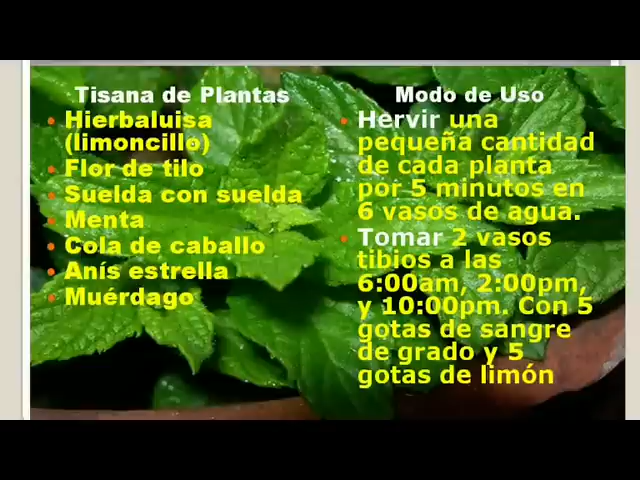 Tisana de Plantas
• Hierbaluisa
(limoncillo)
• Flor de tilo
• Suelda con suelda
• Menta
• Cola de caballo
• Anís estrella
• Muérdago
Modo de Uso
• Hervir una
pequeña cantidad
de cada planta
por 5 minutos en
6 vasos de agua.
• Tomar 2 vasos
tibios a las
6:00am, 2:00pm,
y 10:00pm. Con 5
gotas de sangre
de grado y 5
gotas de limón